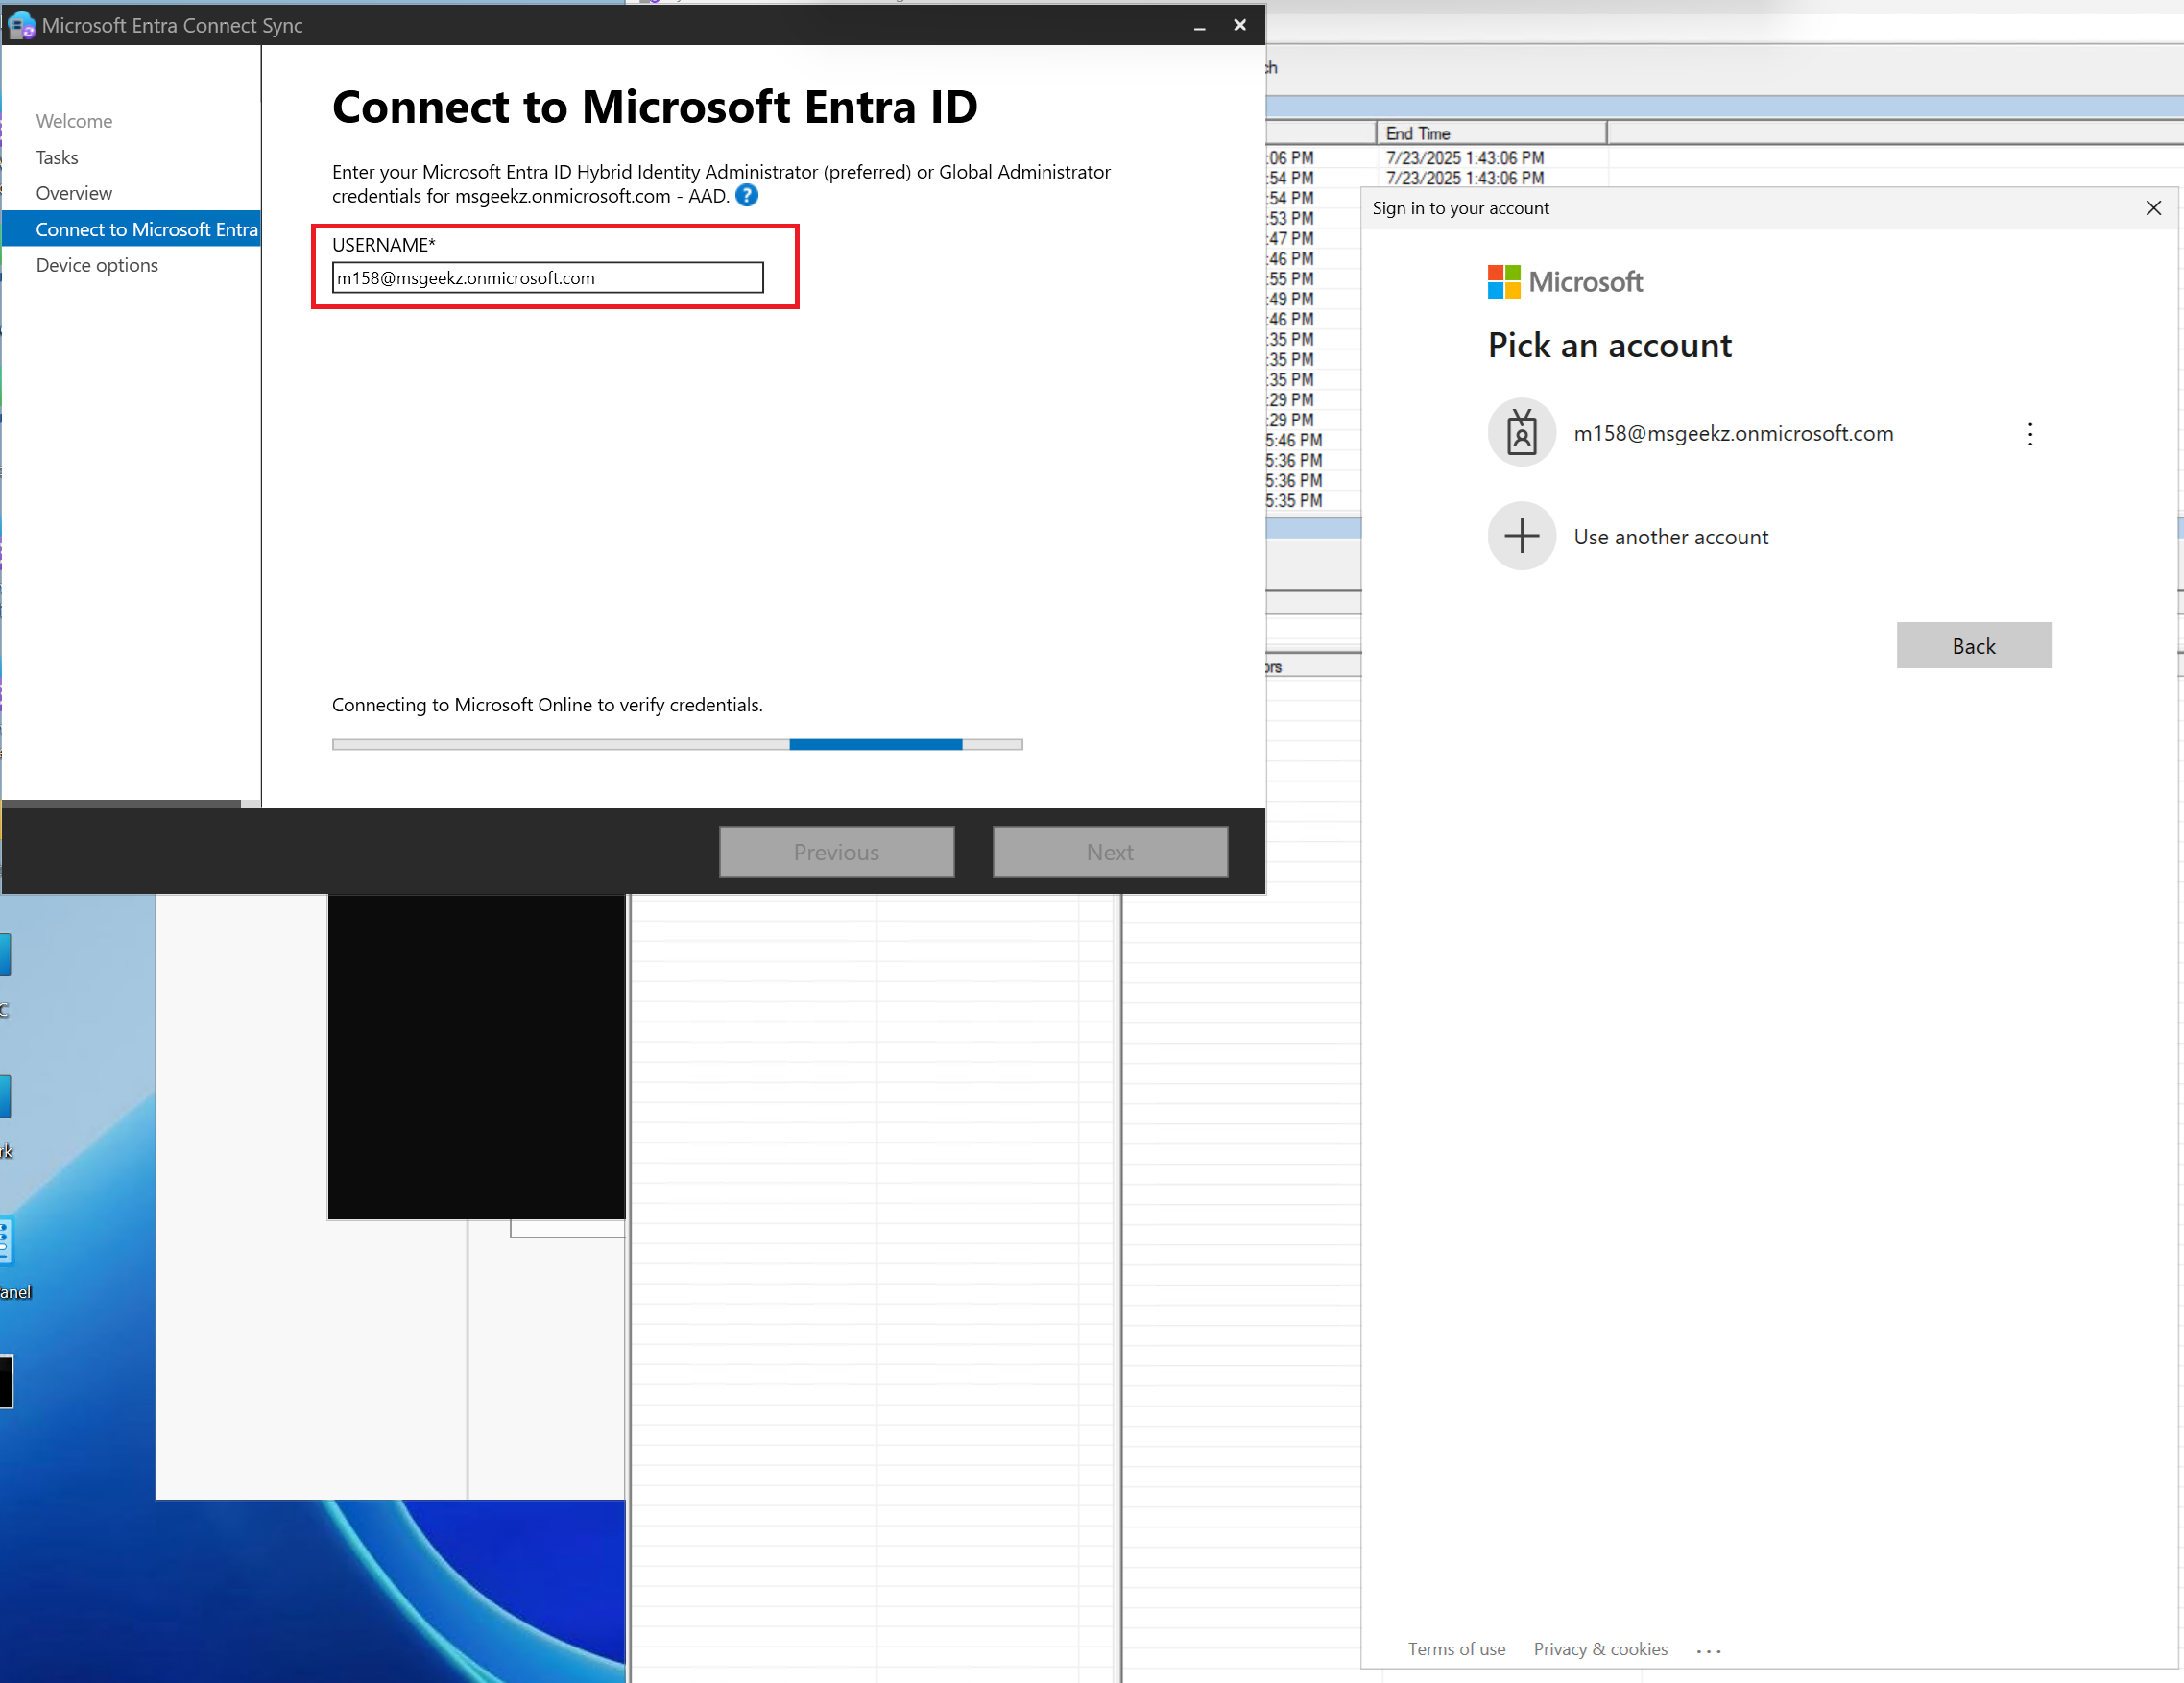 Microsoft Entra Connect Sync
Welcome
Tasks
Overview
Connect to Microsoft Entra
Device options
Connect to Microsoft Entra ID
Enter your Microsoft Entra ID Hybrid Identity Administrator (preferred) or Global Administrator
credentials for msgeekz.onmicrosoft.com - AAD. ?
USERNAME*
m158@msgeekz.onmicrosoft.com
Connecting to Microsoft Online to verify credentials.
Previous
Next
ch
End Time
:06 PM 7/23/2025 1:43:06 PM
:54 PM 7/23/2025 1:43:06 PM
:54 PM
:53 PM
:47 PM
:46 PM
:55 PM
:49 PM
:46 PM
:35 PM
:35 PM
:35 PM
:29 PM
:29 PM
5:46 PM
5:36 PM
5:36 PM
5:35 PM
ors
Sign in to your account
Microsoft
Pick an account
m158@msgeekz.onmicrosoft.com
Use another account
Back
Terms of use Privacy & cookies ...
C
rk
anel